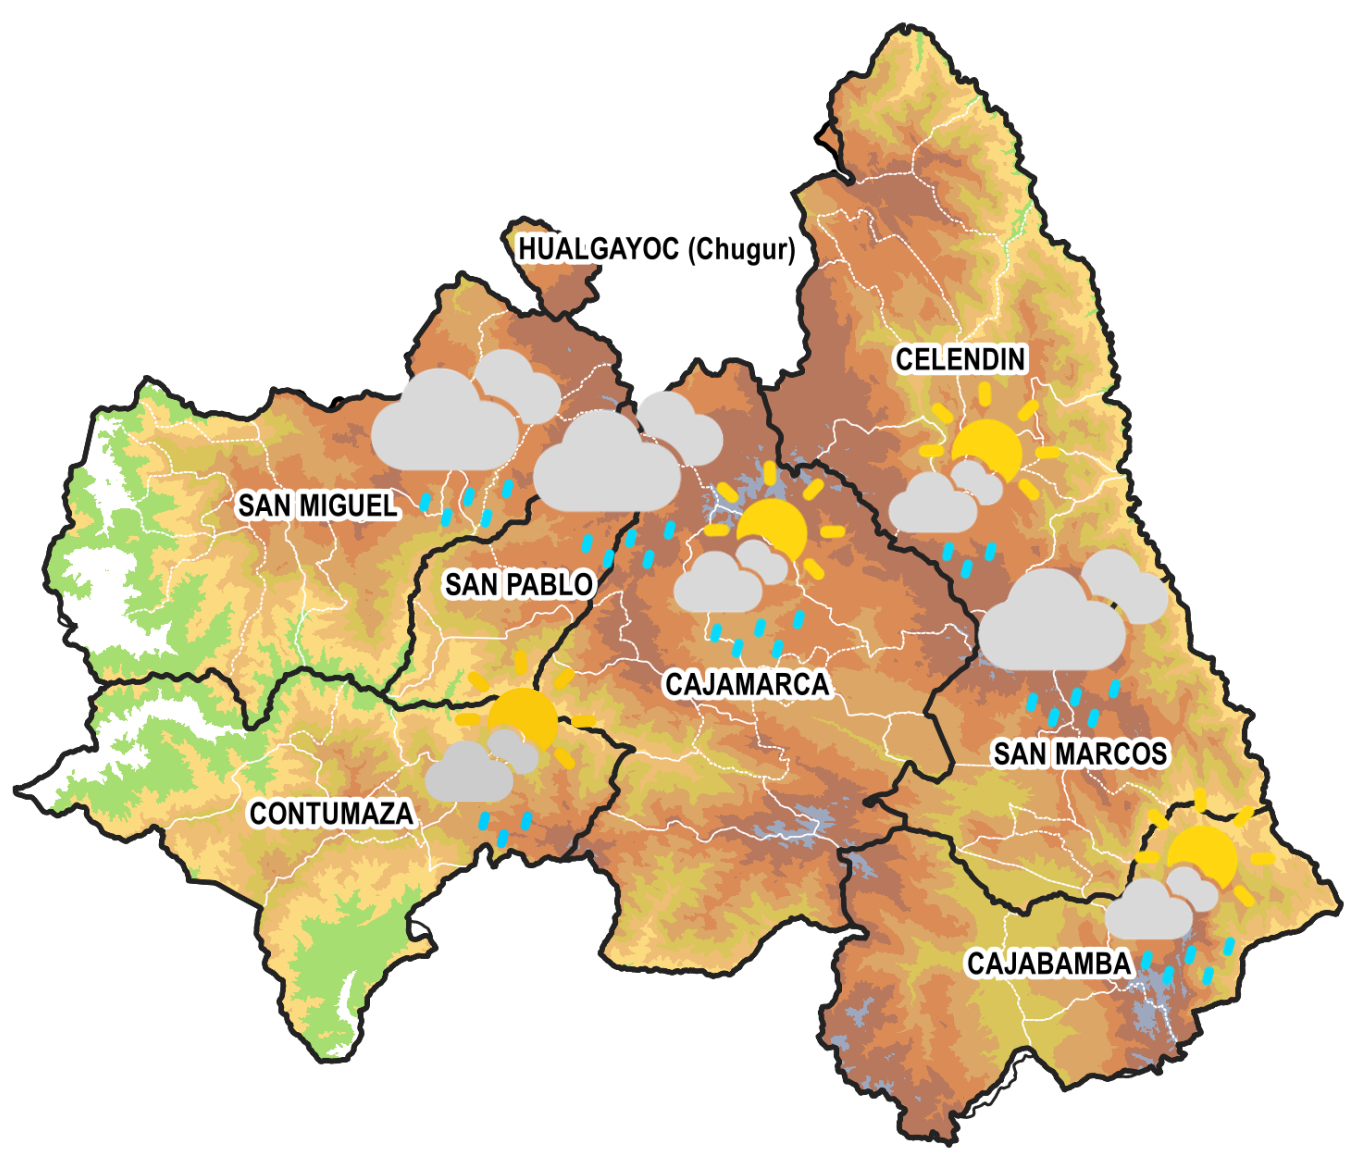 HUALGAYOC (Chugur)
CELENDIN
SAN MIGUEL
SAN PABLO
CAJAMARCA
SAN MARCOS
CONTUMAZA
CAJABAMBA